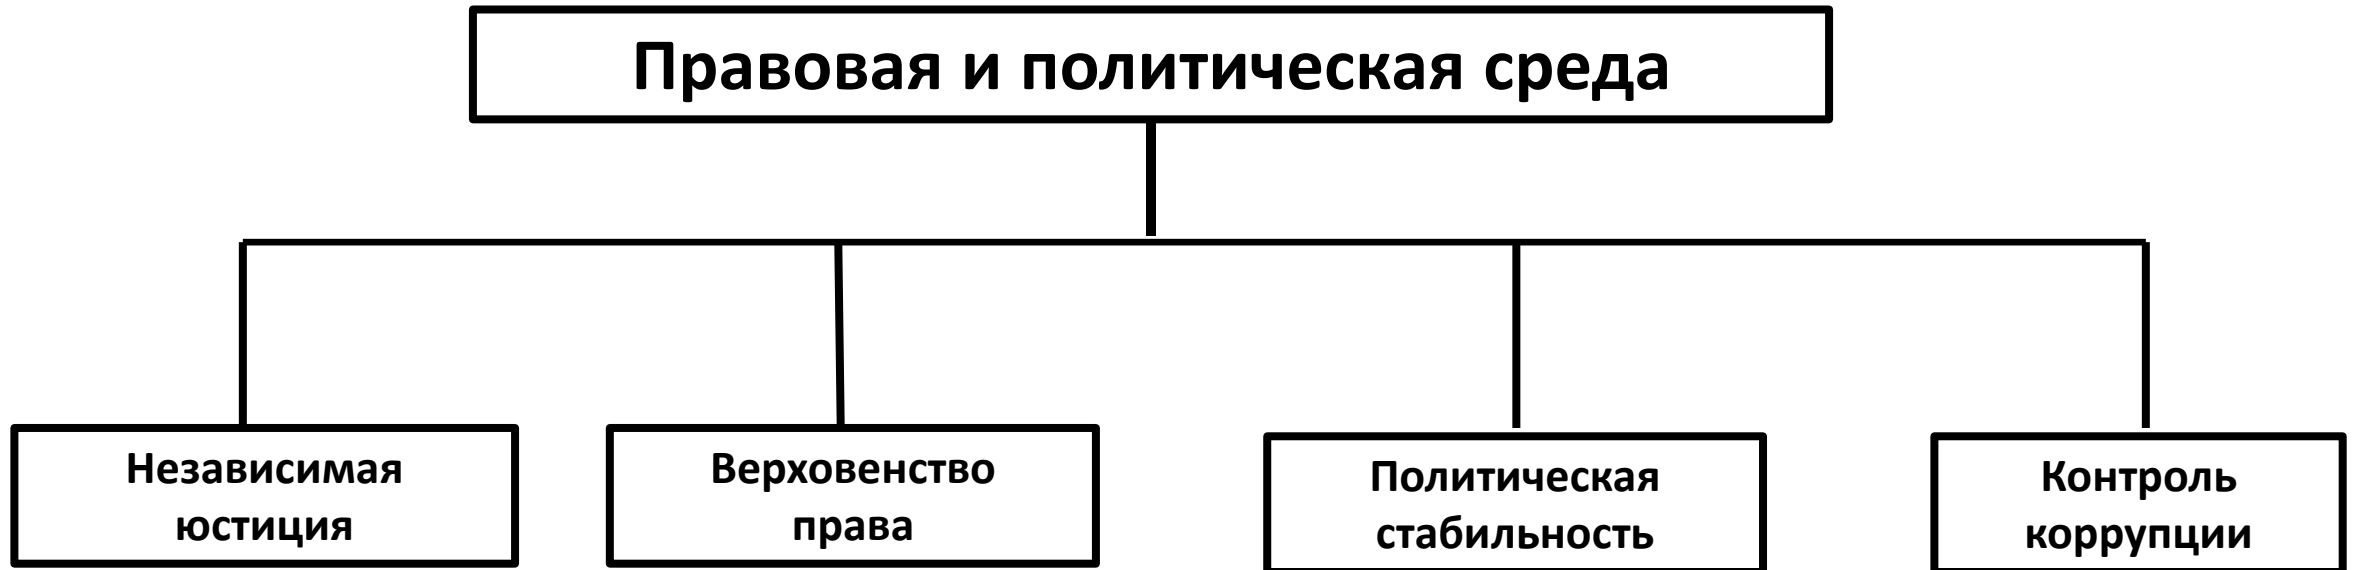 Правовая и политическая среда
Независимая
юстиция
Верховенство
права
Политическая
стабильность
Контроль
коррупции